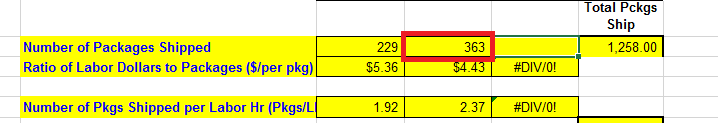 Total Pckgs
Ship
Number of Packages Shipped 229 363 1,258.00
Ratio of Labor Dollars to Packages ($/per pkg) $5.36 $4.43 #DIV/0!
Number of Pkgs Shipped per Labor Hr (Pkgs/L 1.92 2.37 #DIV/0!